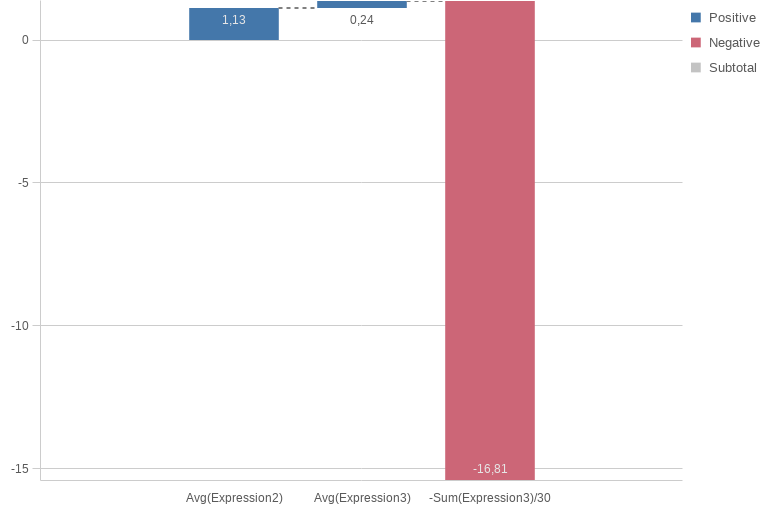 1,13
0,24
Positive
Negative
Subtotal
0
-5
-10
-15
-16,81
Avg(Expression2)
Avg(Expression3)
-Sum(Expression3)/30